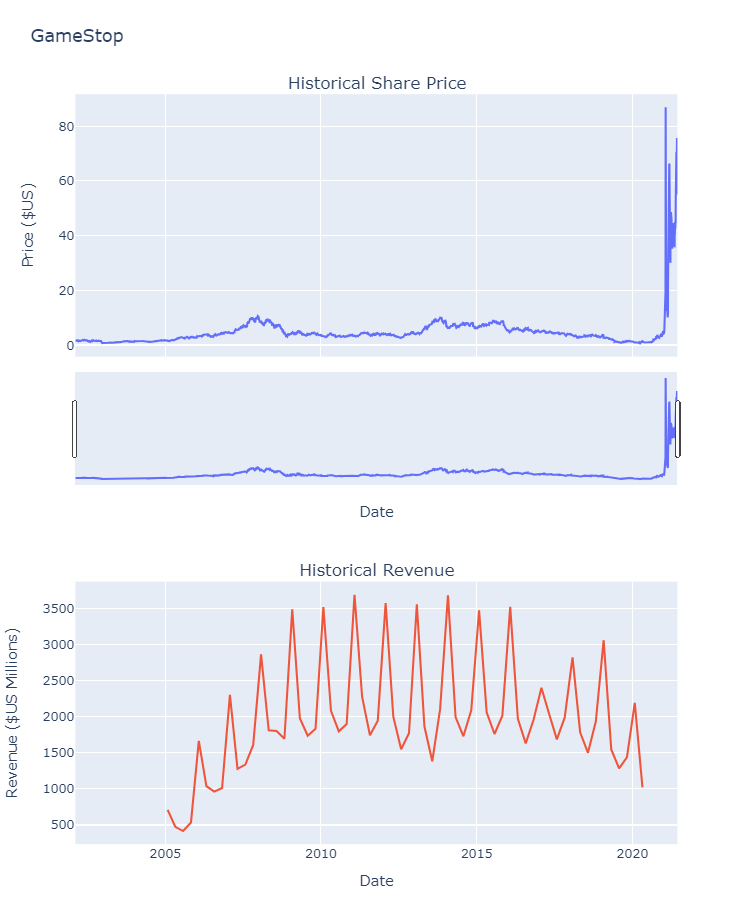 GameStop
Historical Share Price
Price ($US)
80
60
40
20
0
Date
Historical Revenue
Revenue ($US Millions)
3500
3000
2500
2000
1500
1000
500
2005
2010
2015
2020
Date